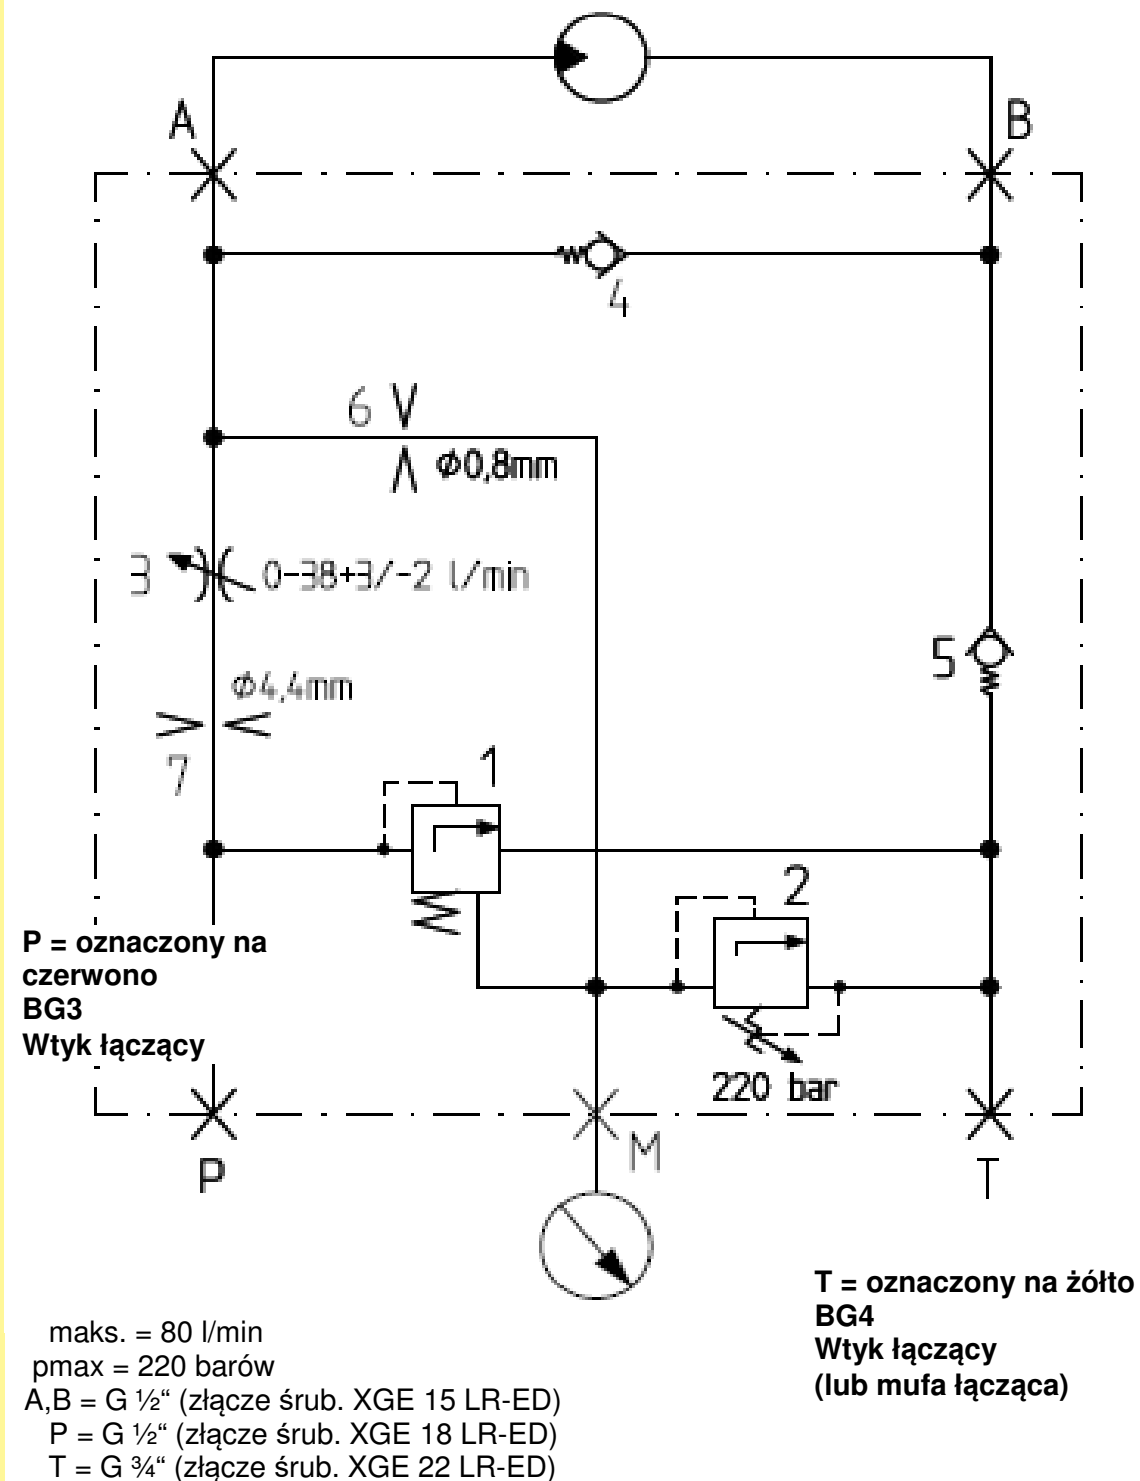 A
B
4
6
Φ0,8mm
3
0-38+3/-2 l/min
5
Φ4,4mm
7
1
2
P = oznaczony na
czerwono
BG3
Wtyk łączący
220 bar
P
M
T
T = oznaczony na żółto
BG4
Wtyk łączący
(lub mufa łącząca)
maks. = 80 l/min
pmax = 220 barów
A,B = G ½“ (złącze śrub. XGE 15 LR-ED)
P = G ½“ (złącze śrub. XGE 18 LR-ED)
T = G ¾“ (złącze śrub. XGE 22 LR-ED)